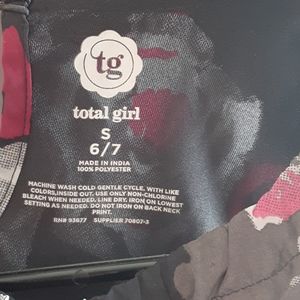 tg
total girl
S
6/7
MADE IN INDIA
100% POLYESTER
MACHINE WASH COLD GENTLE CYCLE, WITH LIKE
COLORS,INSIDE OUT. USE ONLY NON-CHLORINE
BLEACH WHEN NEEDED. LINE DRY. IRON ON LOWEST
SETTING AS NEEDED. DO NOT IRON ON BACK NECK
PRINT.
RN# 93677 SUPPLIER 70807-3